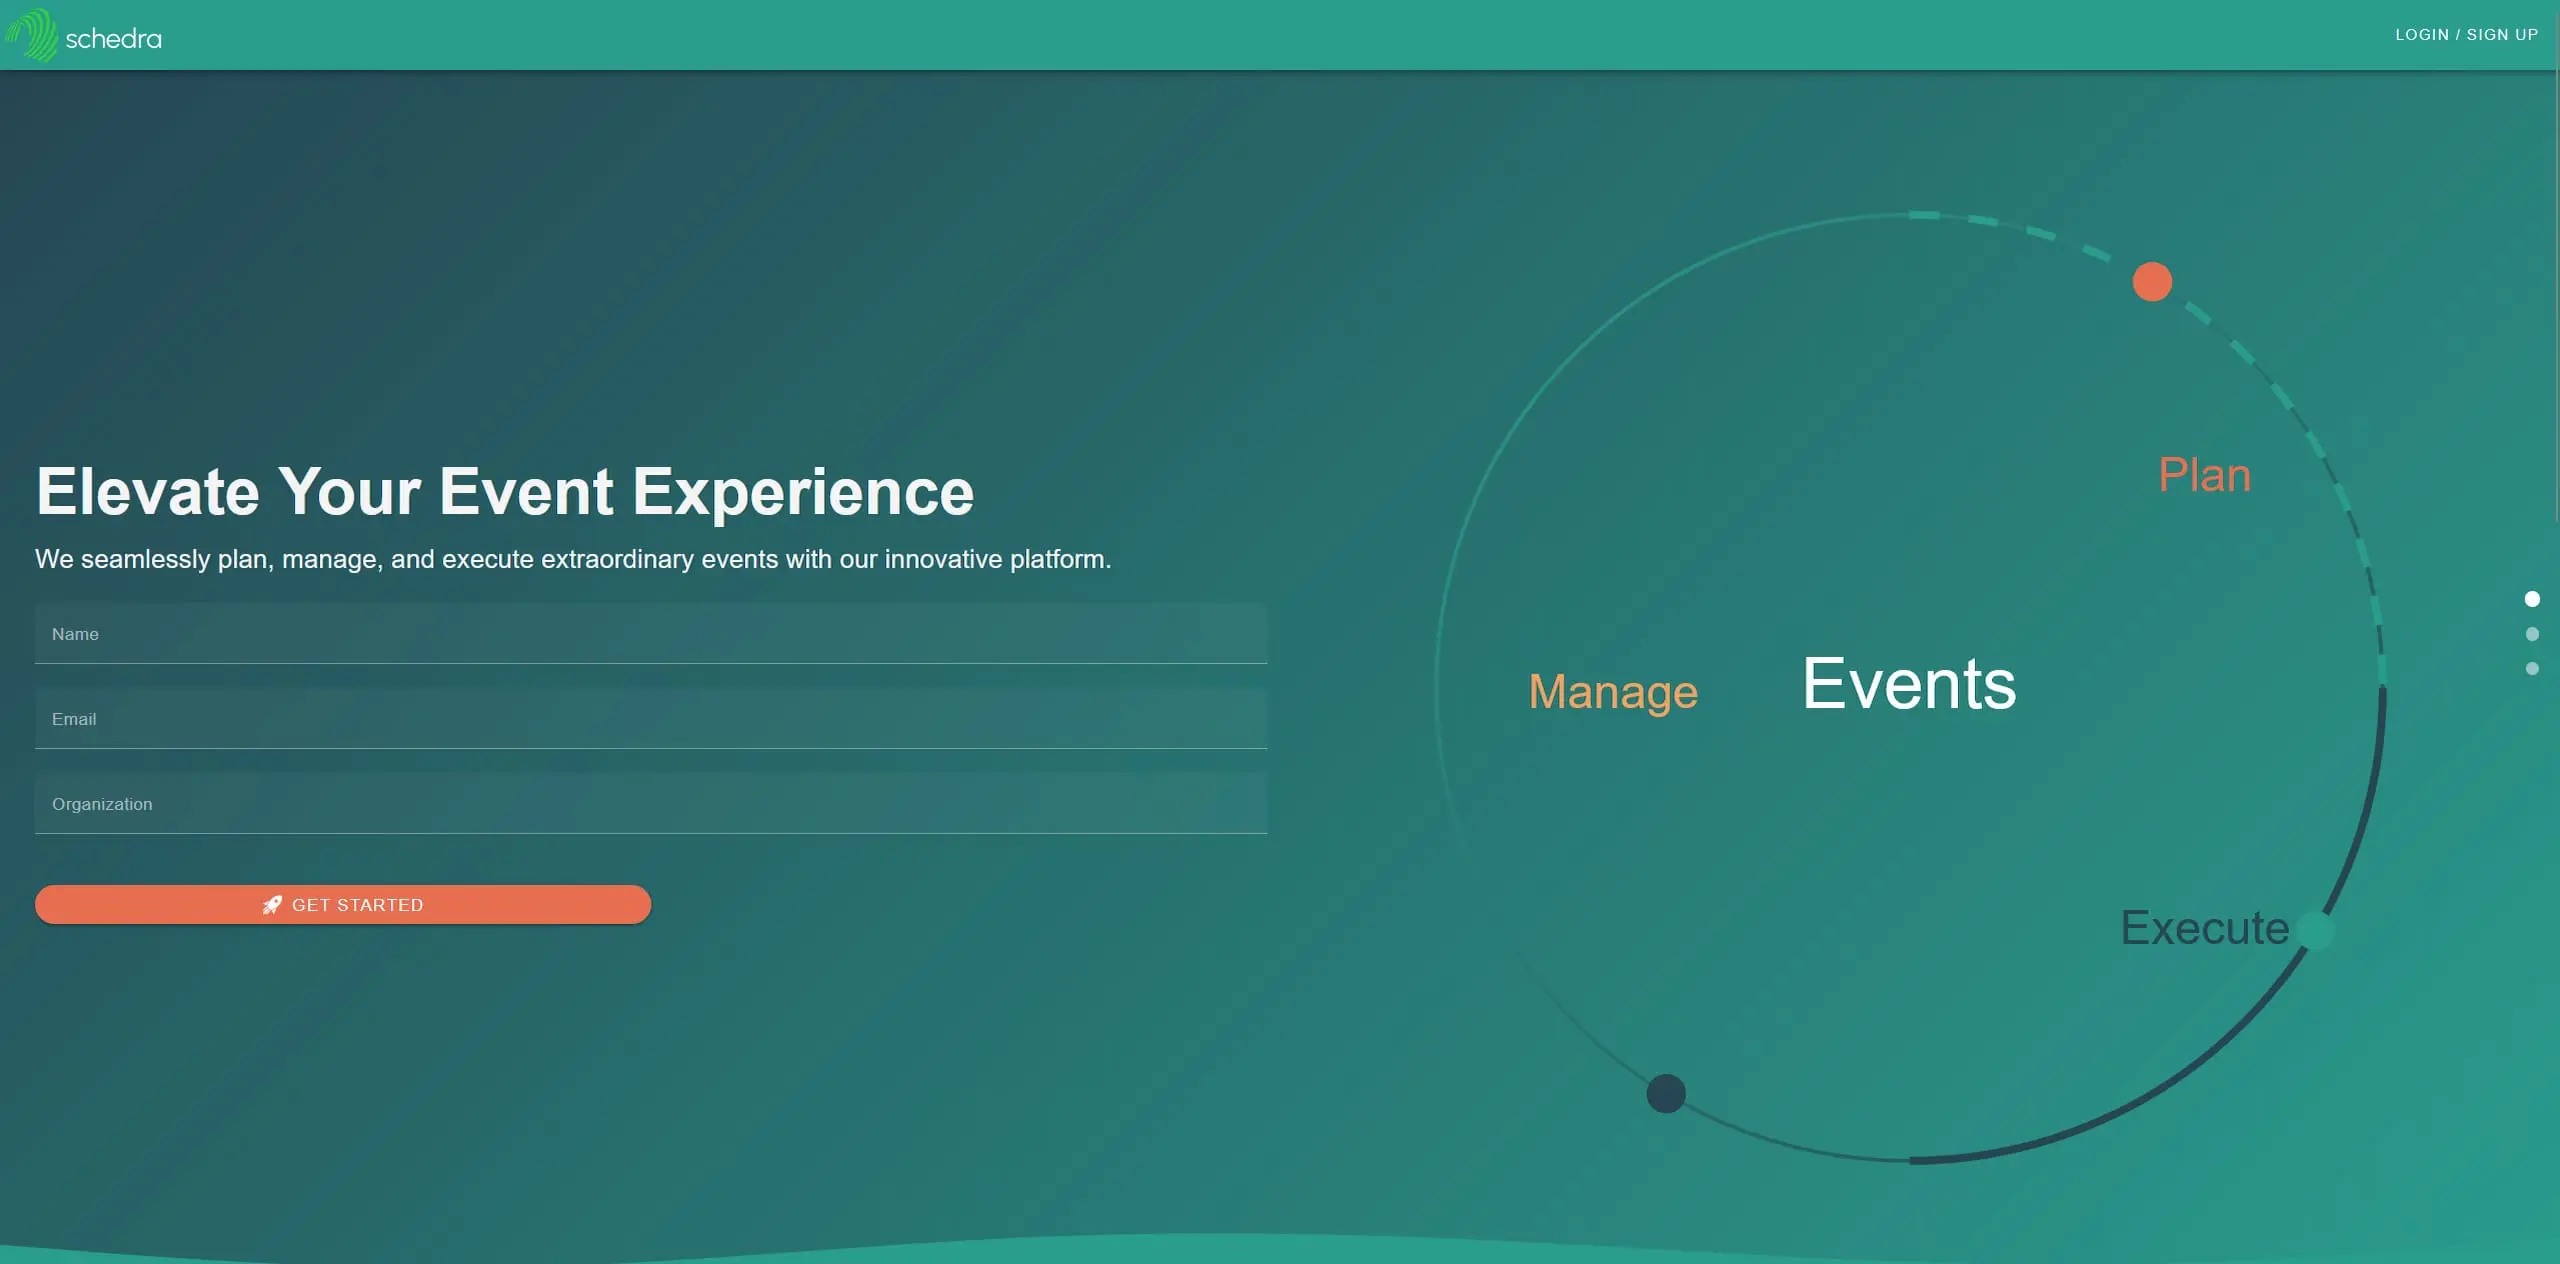 schedra
LOGIN / SIGN UP
Elevate Your Event Experience
We seamlessly plan, manage, and execute extraordinary events with our innovative platform.
Name
Email
Organization
GET STARTED
Plan
Manage
Events
Execute